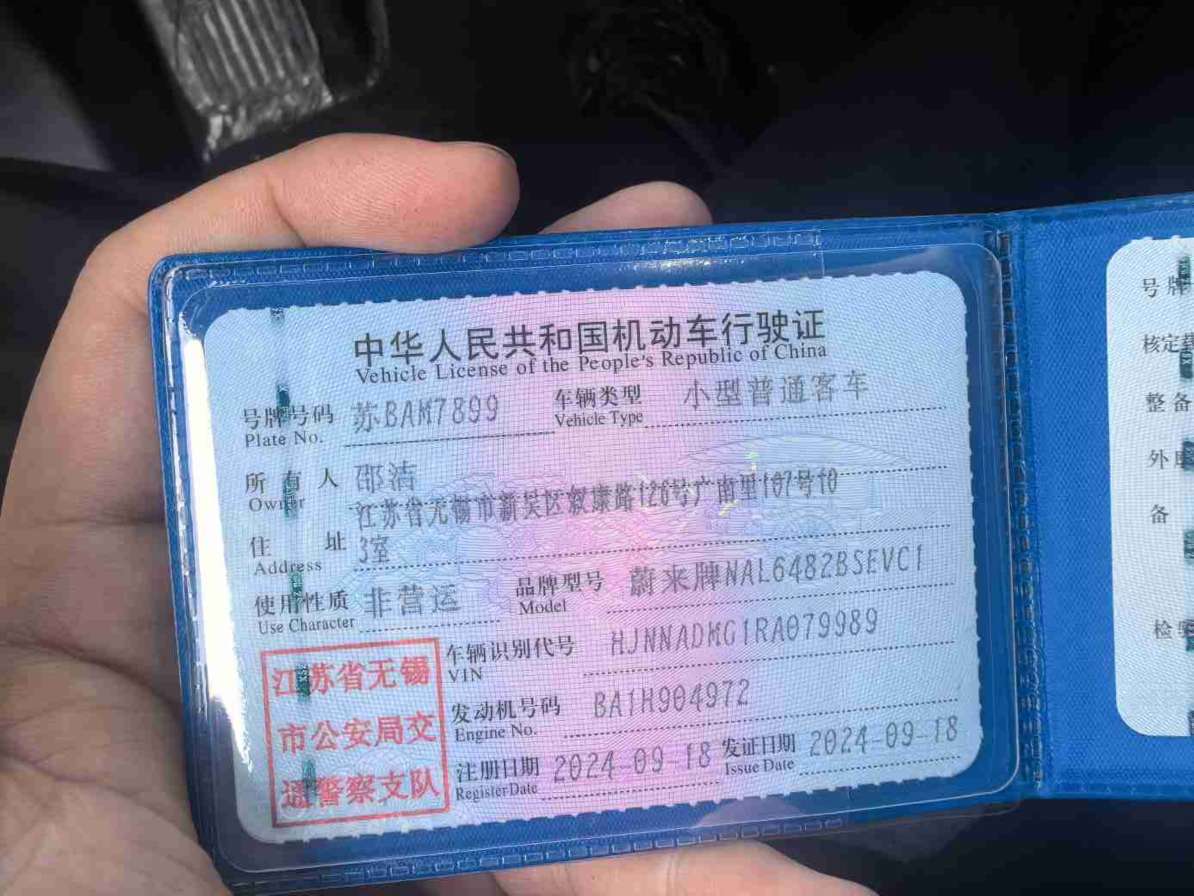 中华人民共和国机动车行驶证
Vehicle License of the People's Republic of China
号牌号码 苏BAM7899 车辆类型 小型普通客车
Plate No. Vehicle Type
所有人 邵洁
Owner
江苏省无锡市新吴区叙康路126号广南里107号10
住址 3室
Address
使用性质 非营运 品牌型号 蔚来牌NAL6482BSEVC1
Use Character Model
车辆识别代号 HJNNADMG1RA079989
VIN
发动机号码 BA1H904972
Engine No.
注册日期 2024-09-18 发证日期 2024-09-18
Register Date Issue Date
江苏省无锡
市公安局交
通警察支队
号牌
核定
整备
备